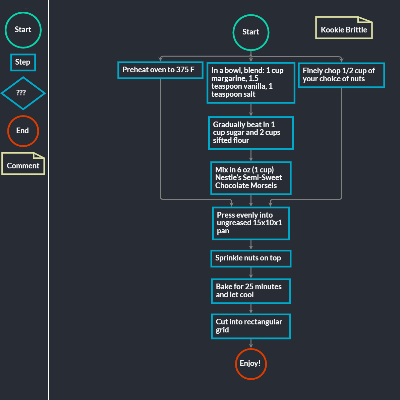 Start
Step
???
End
Comment
Start
Kookie Brittle
Preheat oven to 375 F
In a bowl, blend: 1 cup
margarine, 1.5
teaspoon vanilla, 1
teaspoon salt
Finely chop 1/2 cup of
your choice of nuts
Gradually beat in 1
cup sugar and 2 cups
sifted flour
Mix in 6 oz (1 cup)
Nestle's Semi-Sweet
Chocolate Morsels
Press evenly into
ungreased 15x10x1
pan
Sprinkle nuts on top
Bake for 25 minutes
and let cool
Cut into rectangular
grid
Enjoy!